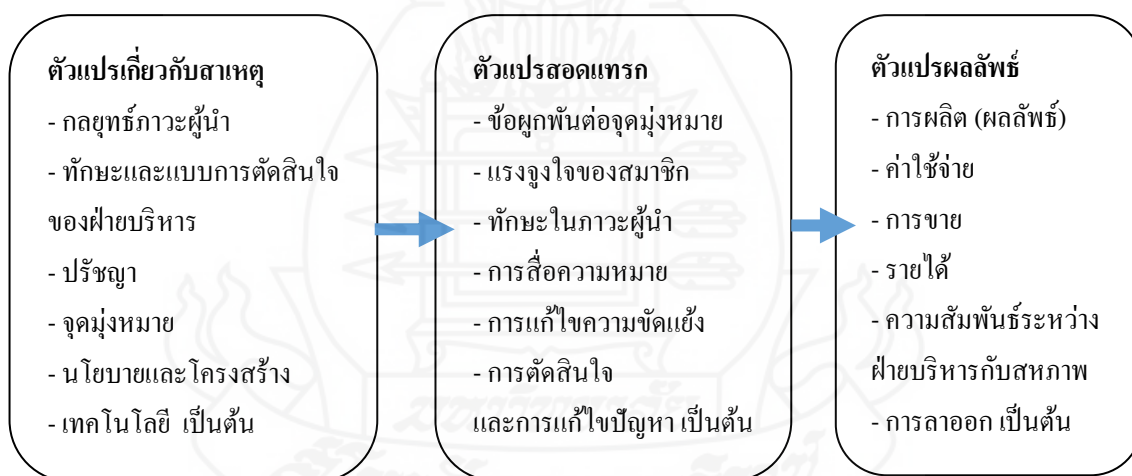 ตัวแปรเกี่ยวกับสาเหตุ
- กลยุทธ์ภาวะผู้นำ
- ทักษะและแบบการตัดสินใจ
ของฝ่ายบริหาร
- ปรัชญา
- จุดมุ่งหมาย
- นโยบายและโครงสร้าง
- เทคโนโลยี เป็นต้น
ตัวแปรสอดแทรก
- ข้อผูกพันต่อจุดมุ่งหมาย
- แรงจูงใจของสมาชิก
- ทักษะในภาวะผู้นำ
- การสื่อความหมาย
- การแก้ไขความขัดแย้ง
- การตัดสินใจ
และการแก้ไขปัญหา เป็นต้น
ตัวแปรผลลัพธ์
- การผลิต (ผลลัพธ์)
- ค่าใช้จ่าย
- การขาย
- รายได้
- ความสัมพันธ์ระหว่าง
ฝ่ายบริหารกับสหภาพ
- การลาออก เป็นต้น